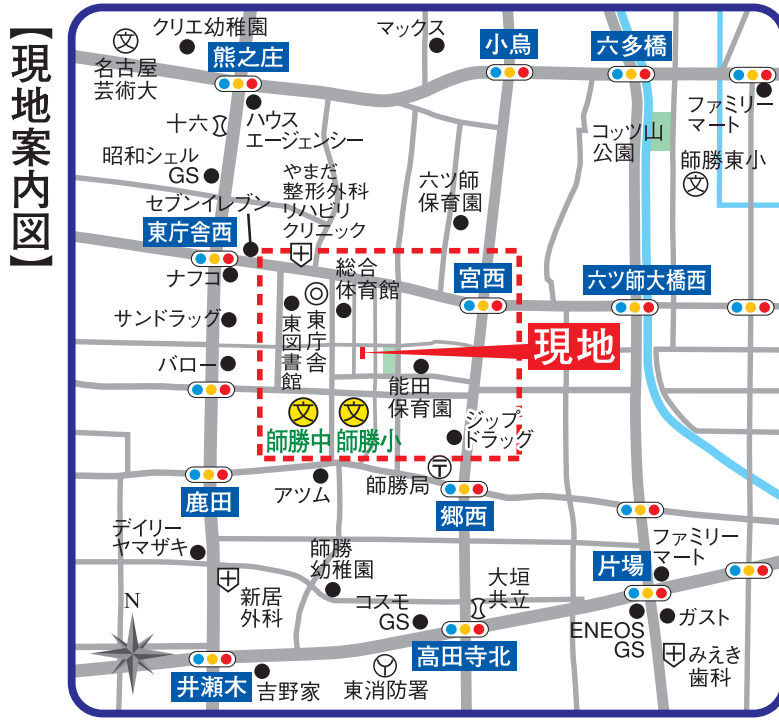 【現地案内図】
クリエ幼稚園
マックス
文
名古屋
芸術大
熊之庄
小鳥
六多橋
ファミリー
マート
十六
ハウス
エージェンシー
コッツ山
公園
昭和シェル
GS
やまだ
整形外科
リハビリ
クリニック
六ツ師
保育園
師勝東小
文
セブンイレブン
東庁舎西
ナフコ
総合
体育館
宮西
六ツ師大橋西
サンドラッグ
東図書館
東庁舎
現地
バロー
能田
保育園
文
文
師勝中
師勝小
ジップ
ドラッグ
師勝局
〒
鹿田
アツム
郷西
デイリー
ヤマザキ
師勝
幼稚園
ファミリー
マート
片場
新居
外科
コスモ
GS
大垣
共立
N
ENEOS
GS
ガスト
高田寺北
みえき
歯科
井瀬木
吉野家
東消防署